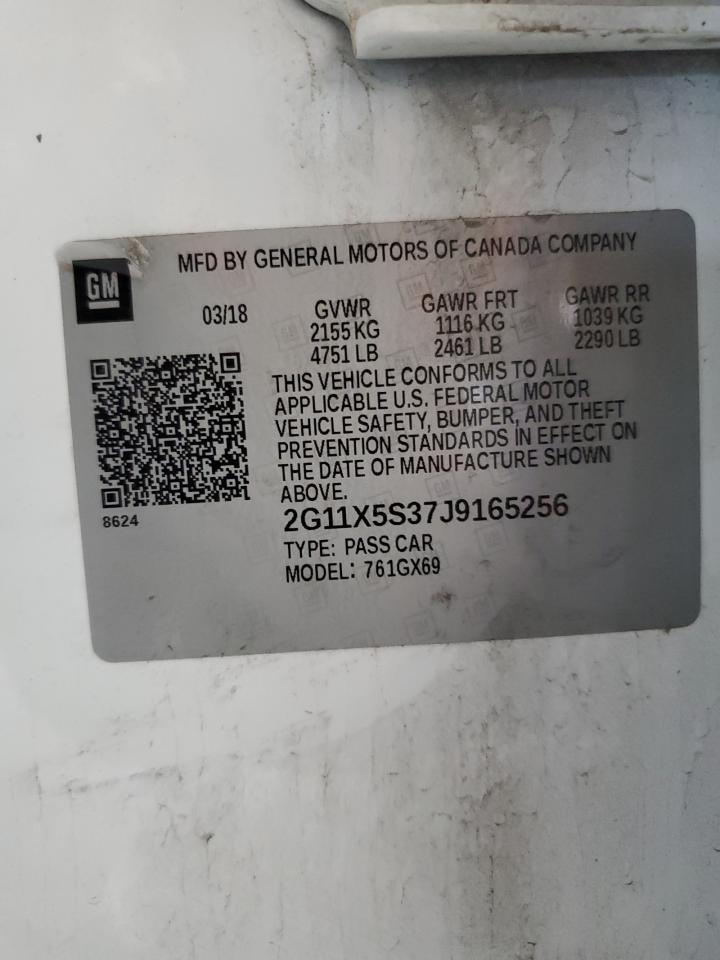 MFD BY GENERAL MOTORS OF CANADA COMPANY
GM
03/18
GVWR
2155 KG
4751 LB
GAWR FRT
1116 KG
2461 LB
GAWR RR
1039 KG
2290 LB
THIS VEHICLE CONFORMS TO ALL
APPLICABLE U.S. FEDERAL MOTOR
VEHICLE SAFETY, BUMPER, AND THEFT
PREVENTION STANDARDS IN EFFECT ON
THE DATE OF MANUFACTURE SHOWN
ABOVE.
8624
2G11X5S37J9165256
TYPE: PASS CAR
MODEL: 761GX69